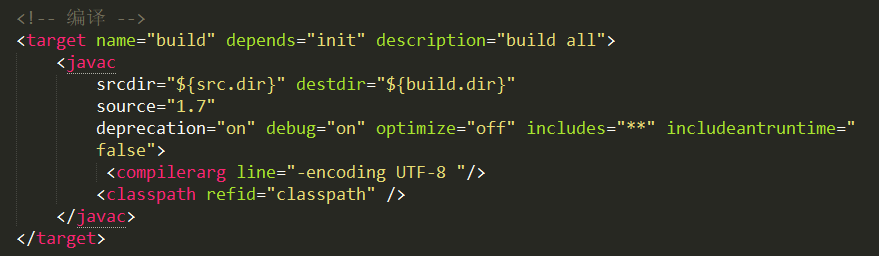 <!-- 编译 -->
<target name="build" depends="init" description="build all">
<javac
srcdir="${src.dir}" destdir="${build.dir}"
source="1.7"
deprecation="on" debug="on" optimize="off" includes="**" includeantruntime="
false">
<compilerarg line="-encoding UTF-8 "/>
<classpath refid="classpath" />
</javac>
</target>